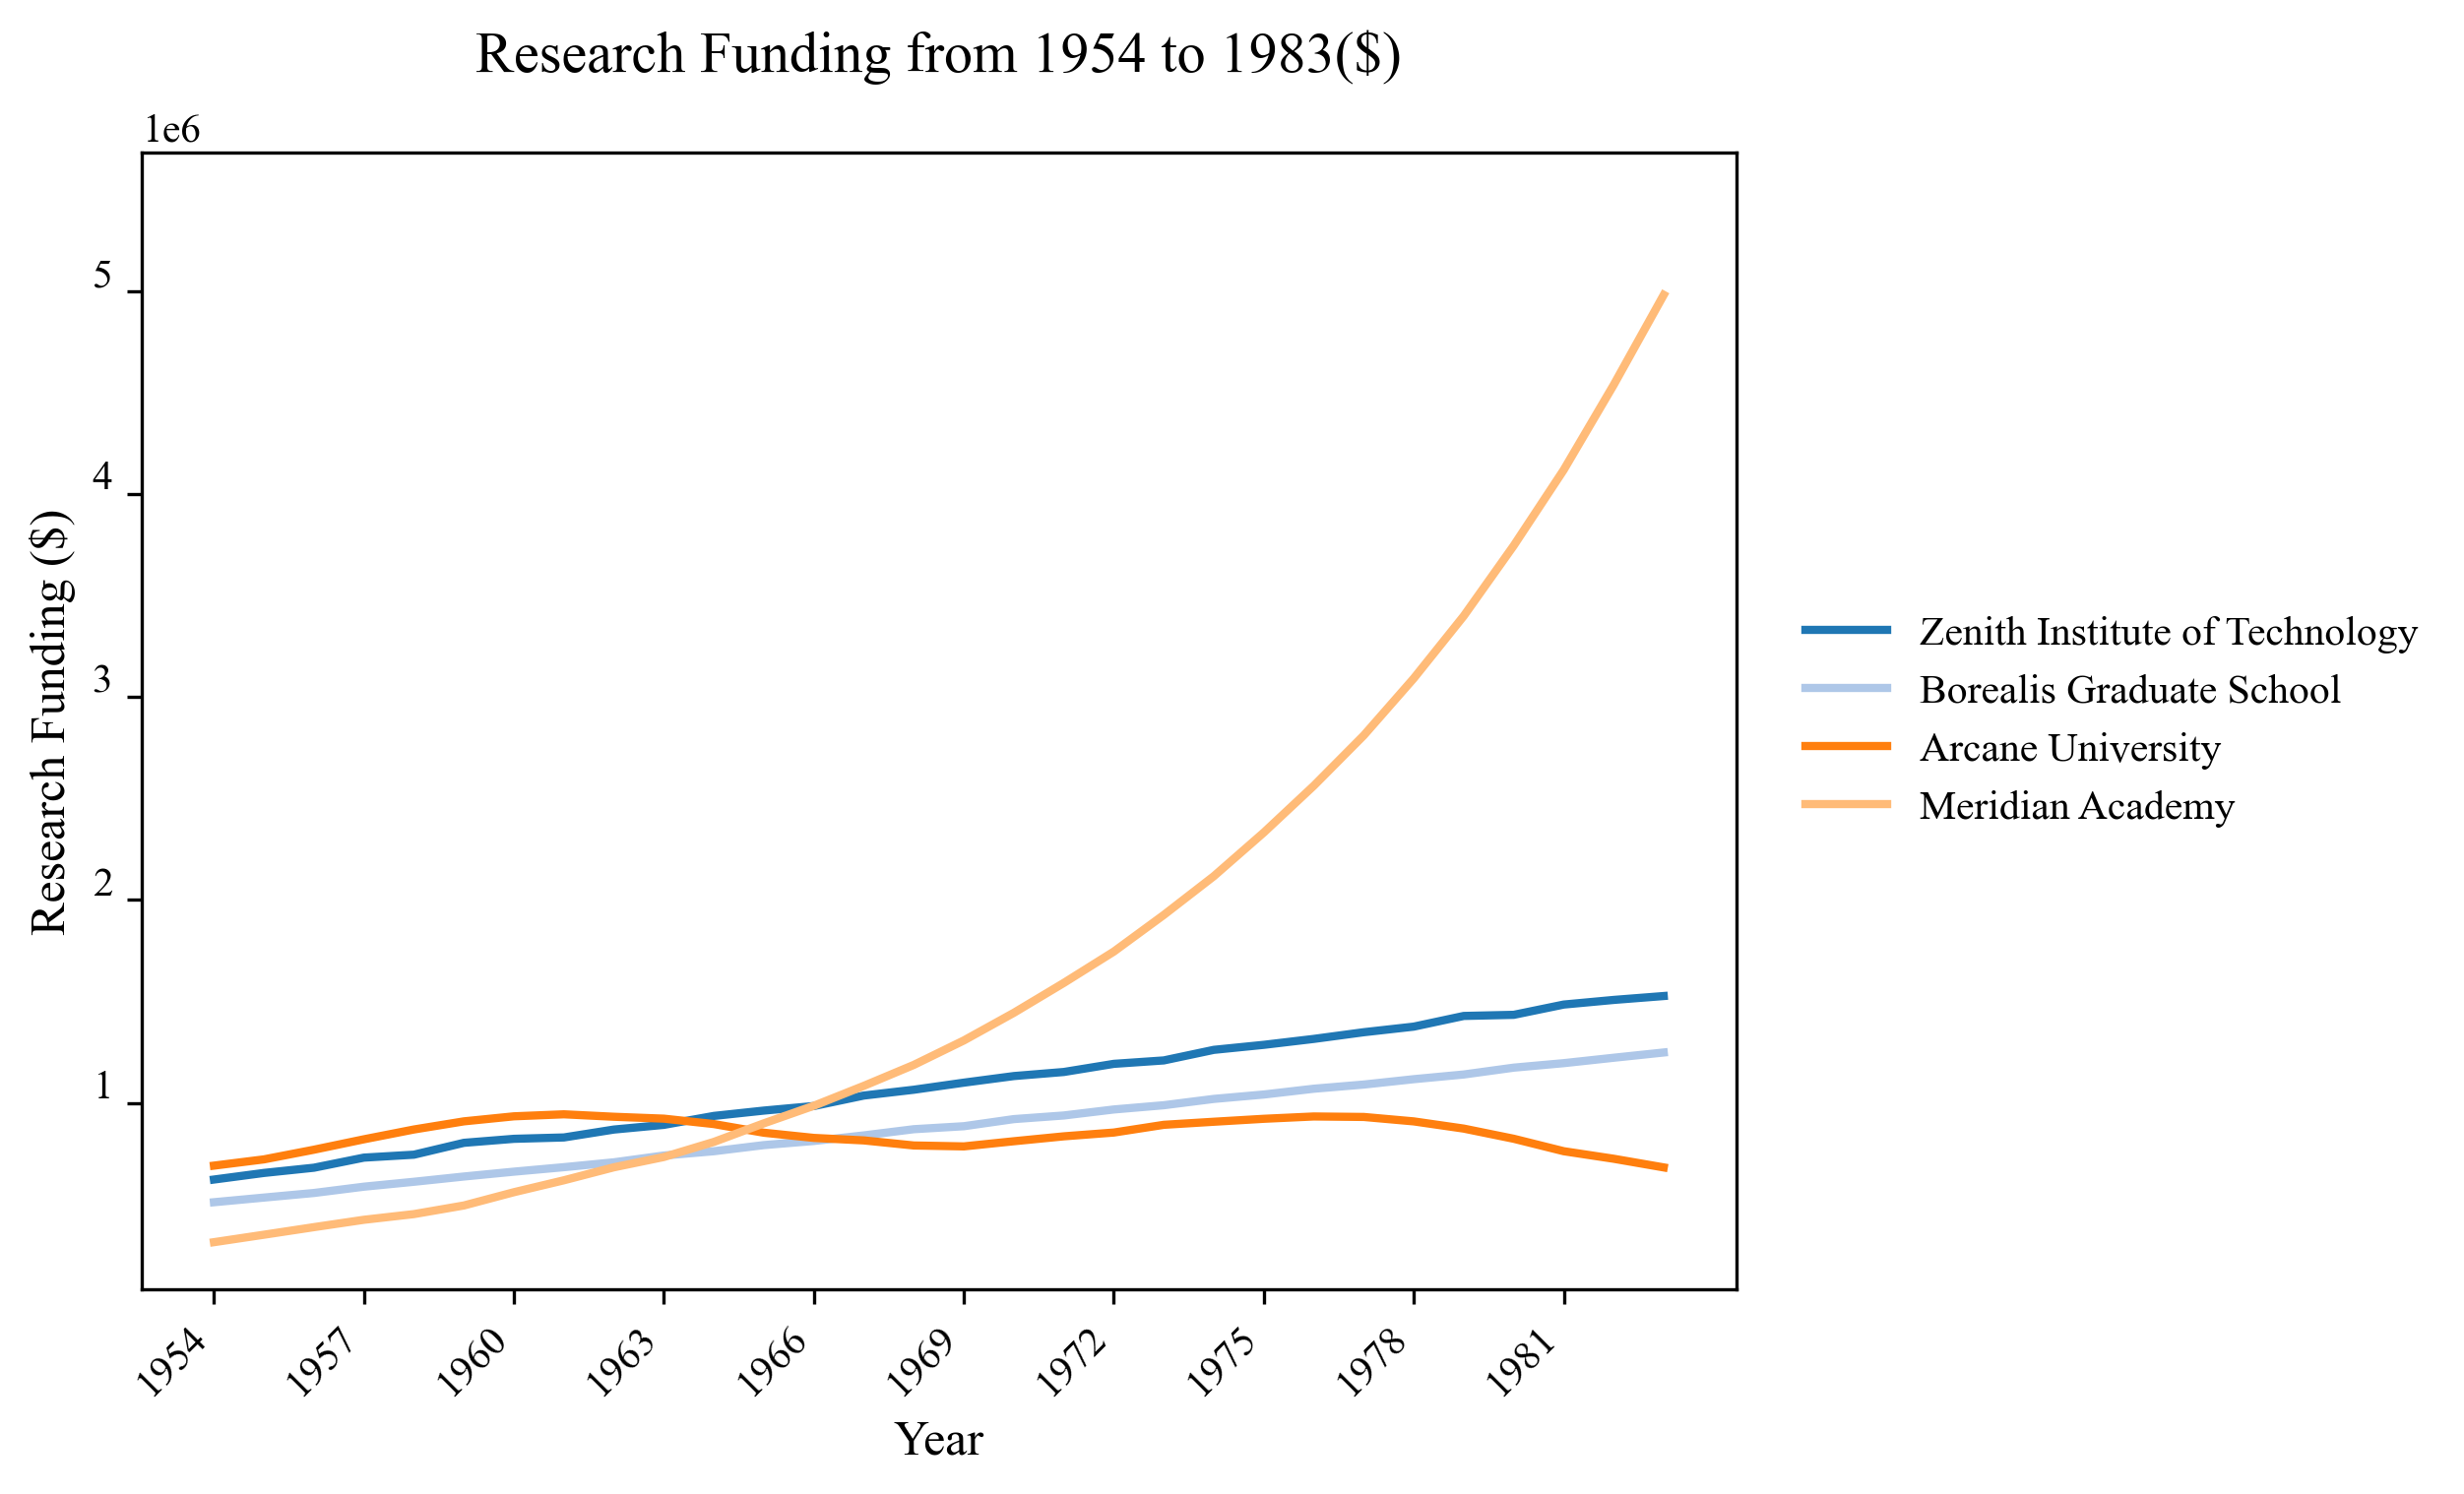 Research Funding from 1954 to 1983($)
1e6
5
4
3
2
1
Research Funding ($)
1954
1957
1960
1963
1966
1969
1972
1975
1978
1981
Year
Zenith Institute of Technology
Borealis Graduate School
Arcane University
Meridian Academy